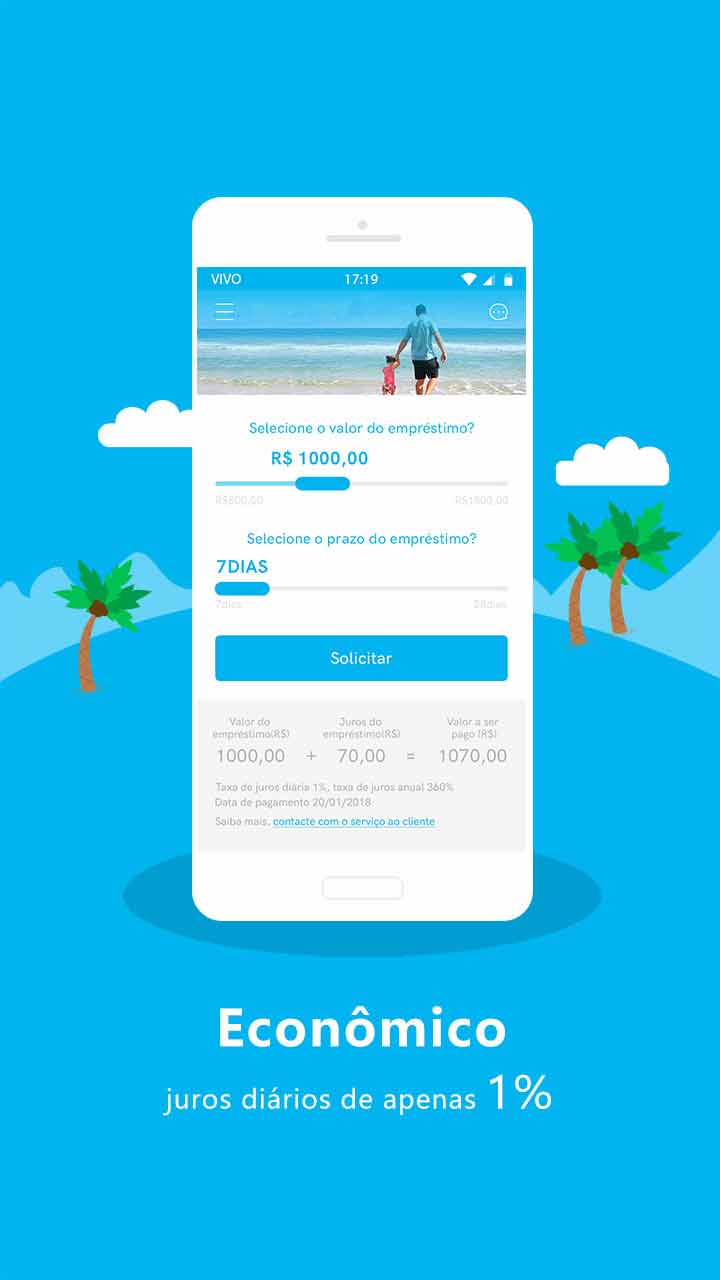 VIVO 17:19
Selecione o valor do empréstimo?
R$ 1000,00
R$800,00 R$1800,00
Selecione o prazo do empréstimo?
7DIAS
7dias 28dias
Solicitar
Valor do Juros do Valor a ser
empréstimo(R$) empréstimo(R$) pago (R$)
1000,00 + 70,00 = 1070,00
Taxa de juros diária 1%, taxa de juros anual 360%
Data de pagamento 20/01/2018
Saiba mais, contacte com o serviço ao cliente
Econômico
juros diários de apenas 1%